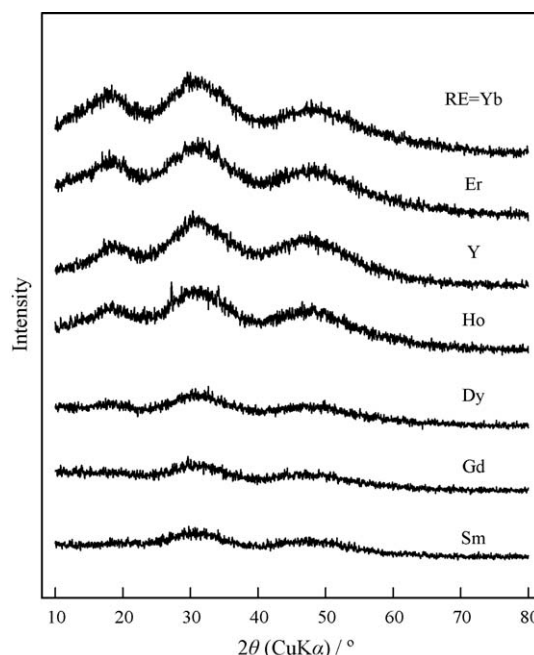 RE=Yb
Er
Y
Ho
Dy
Gd
Sm
Intensity
10 20 30 40 50 60 70 80
2θ (CuKα) / °